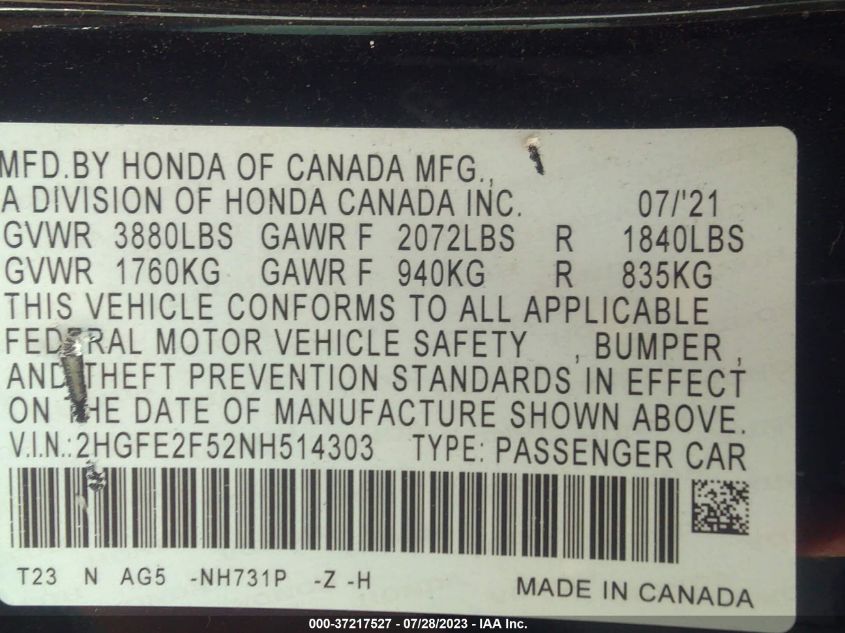 MFD.BY HONDA OF CANADA MFG.,
A DIVISION OF HONDA CANADA INC. 07/'21
GVWR 3880LBS GAWR F 2072LBS R 1840LBS
GVWR 1760KG GAWR F 940KG R 835KG
THIS VEHICLE CONFORMS TO ALL APPLICABLE
FEDERAL MOTOR VEHICLE SAFETY , BUMPER ,
AND THEFT PREVENTION STANDARDS IN EFFECT
ON THE DATE OF MANUFACTURE SHOWN ABOVE.
V.I.N.:2HGFE2F52NH514303 TYPE: PASSENGER CAR
T23 N AG5 -NH731P -Z -H MADE IN CANADA
000-37217527 / 07/28/2023 - IAA Inc.